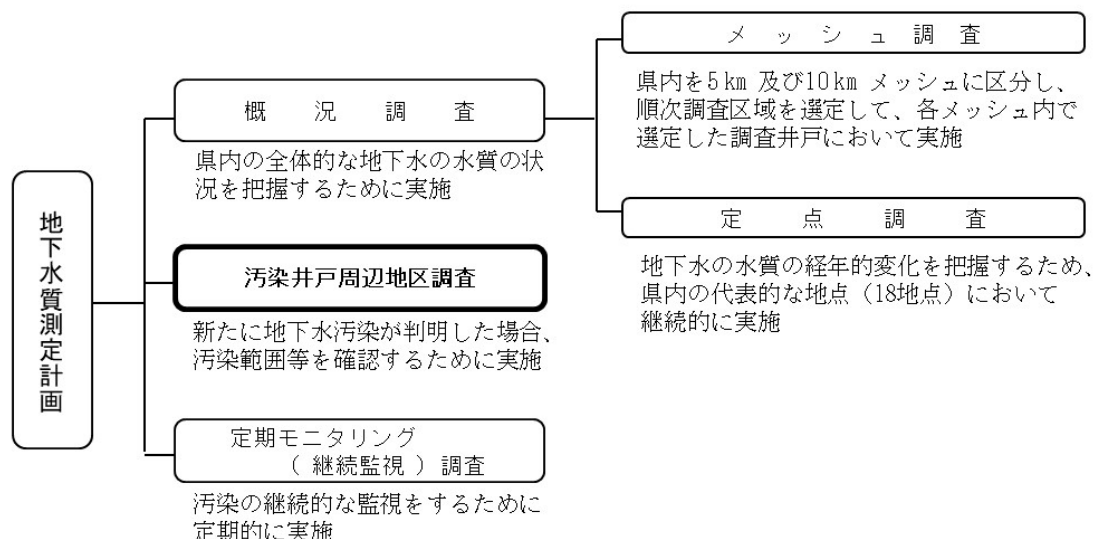 地下水質測定計画
概況調査
県内の全体的な地下水の水質の状
況を把握するために実施
メッシュ調査
県内を5km 及び10km メッシュに区分し、
順次調査区域を選定して、各メッシュ内で
選定した調査井戸において実施
定点調査
地下水の水質の経年的変化を把握するため、
県内の代表的な地点（18地点）において
継続的に実施
汚染井戸周辺地区調査
新たに地下水汚染が判明した場合、
汚染範囲等を確認するために実施
定期モニタリング
（継続監視）調査
汚染の継続的な監視をするために
定期的に実施